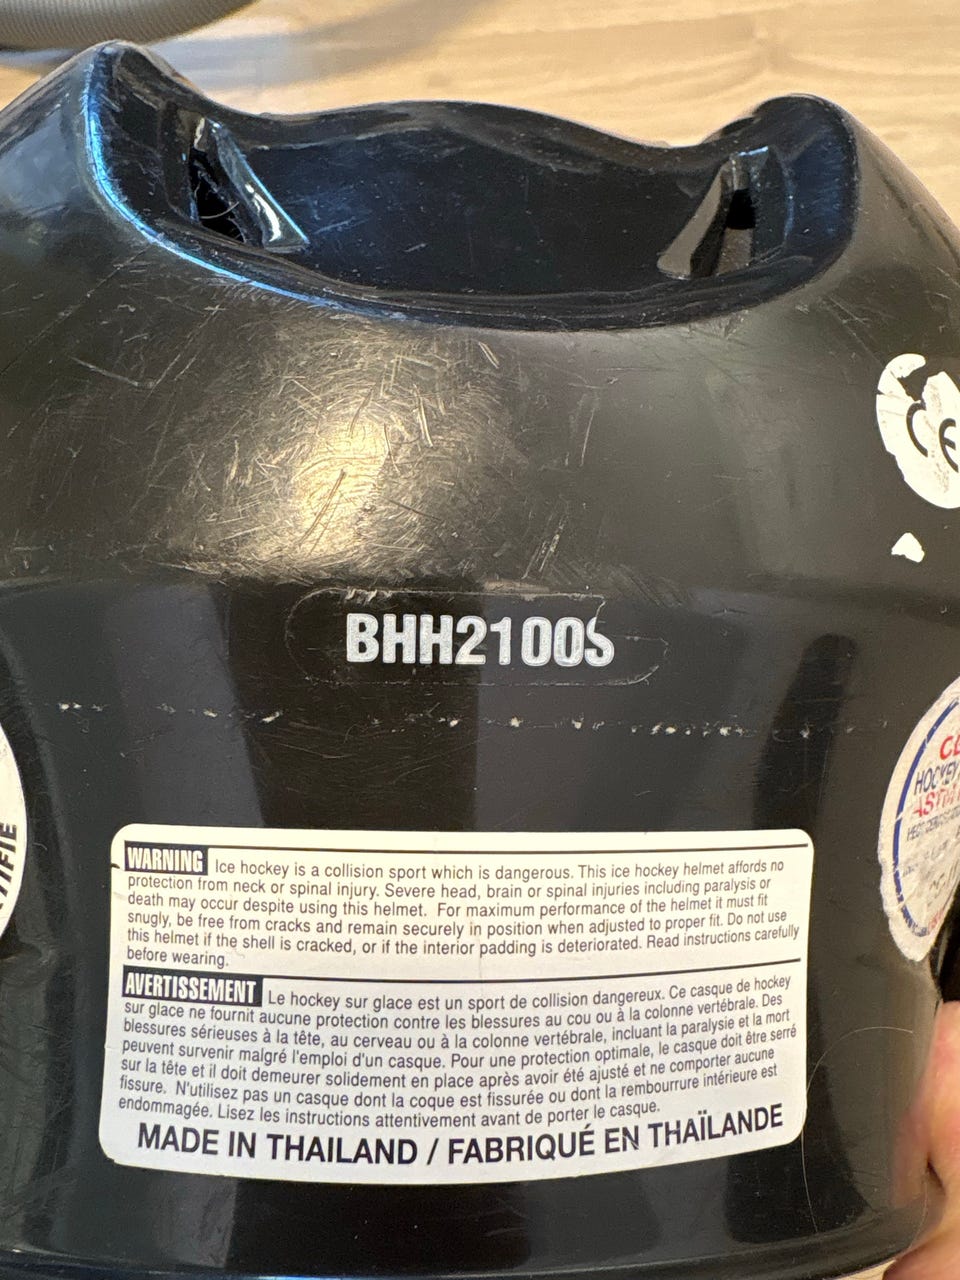 CE
BHH2100S
WARNING Ice hockey is a collision sport which is dangerous. This ice hockey helmet affords no
protection from neck or spinal injury. Severe head, brain or spinal injuries including paralysis or
death may occur despite using this helmet. For maximum performance of the helmet it must fit
snugly, be free from cracks and remain securely in position when adjusted to proper fit. Do not use
this helmet if the shell is cracked, or if the interior padding is deteriorated. Read instructions carefully
before wearing.
AVERTISSEMENT Le hockey sur glace est un sport de collision dangereux. Ce casque de hockey
sur glace ne fournit aucune protection contre les blessures au cou ou à la colonne vertébrale. Des
blessures sérieuses à la tête, au cerveau ou à la colonne vertébrale, incluant la paralysie et la mort
peuvent survenir malgré l'emploi d'un casque. Pour une protection optimale, le casque doit être serré
sur la tête et il doit demeurer solidement en place après avoir été ajusté et ne comporter aucune
fissure. N'utilisez pas un casque dont la coque est fissurée ou dont la rembourrure intérieure est
endommagée. Lisez les instructions attentivement avant de porter le casque.
MADE IN THAILAND / FABRIQUÉ EN THAÏLANDE
HOCKEY